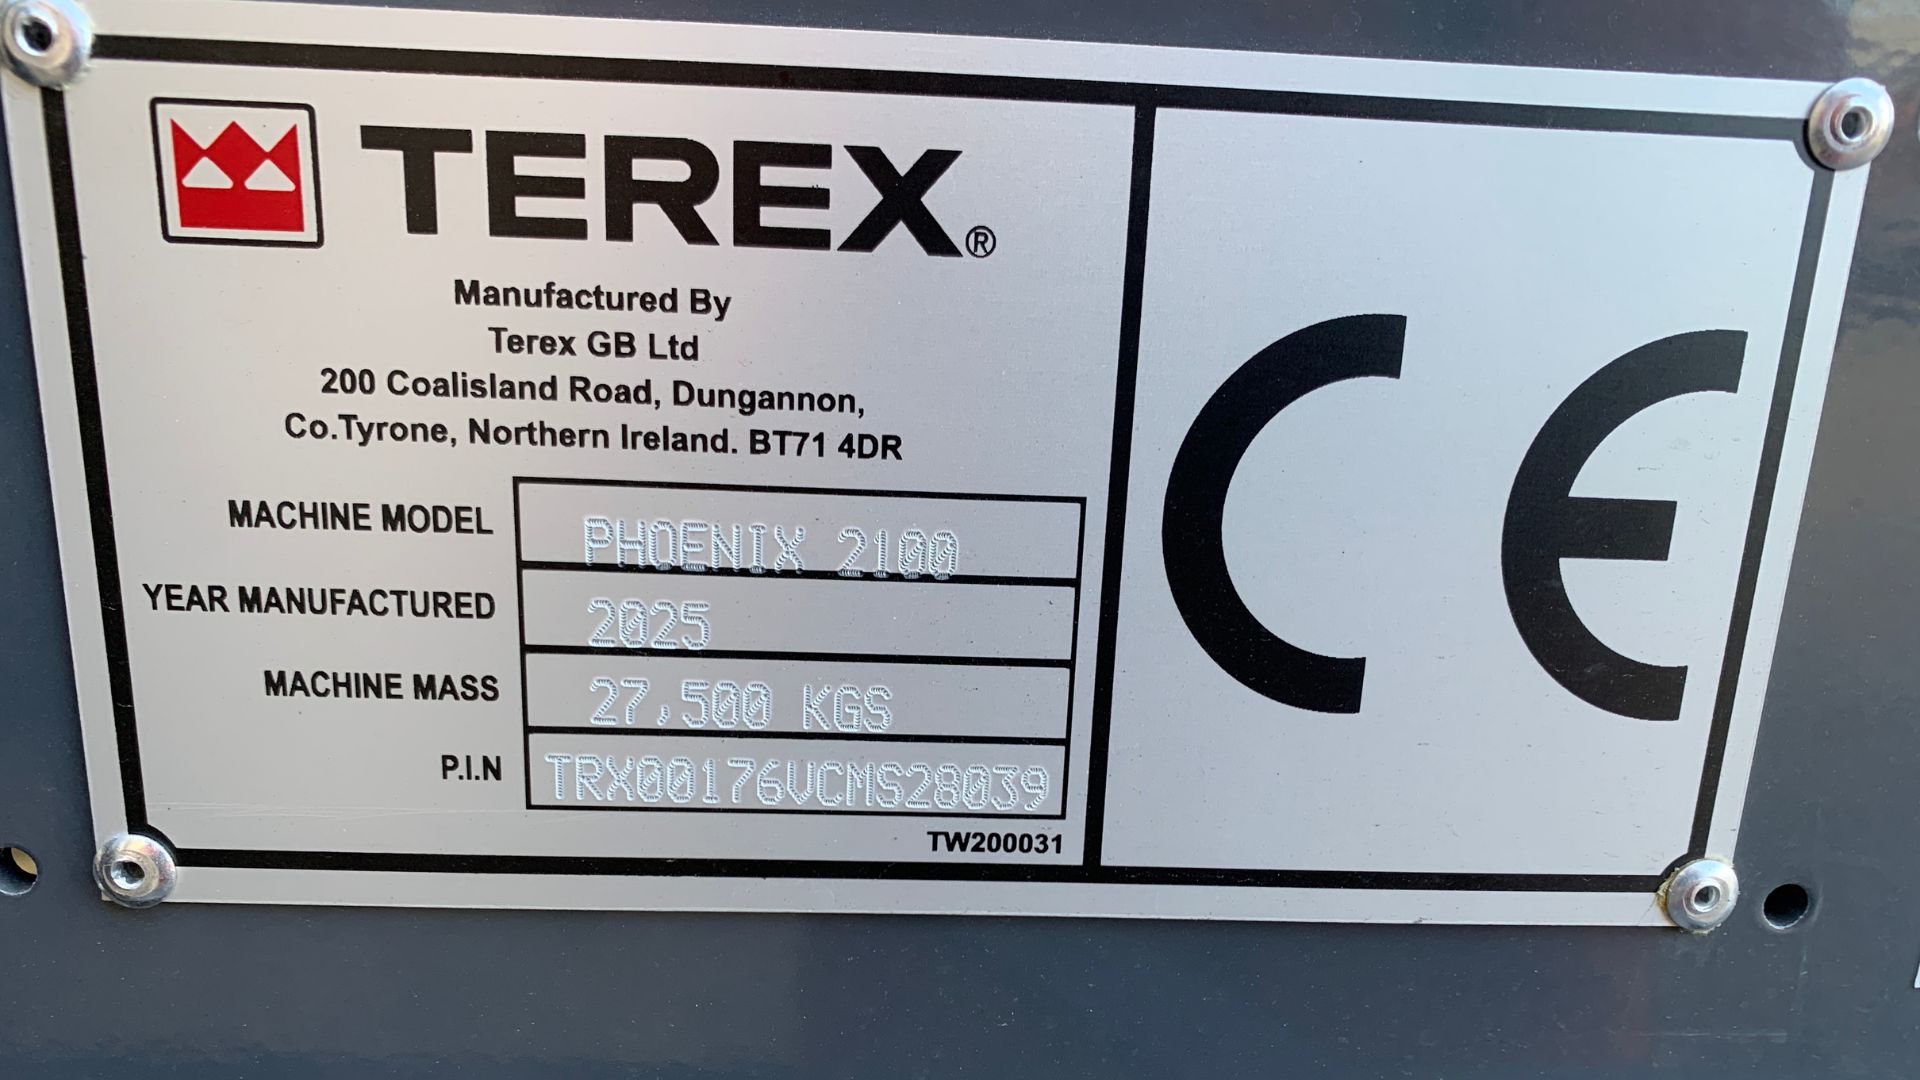 TEREX®
Manufactured By
Terex GB Ltd
200 Coalisland Road, Dungannon,
Co.Tyrone, Northern Ireland. BT71 4DR
MACHINE MODEL PHOENIX 2100
YEAR MANUFACTURED 2025
MACHINE MASS 27,500 KGS
P.I.N TRX00176VCMS28039
TW200031
CE